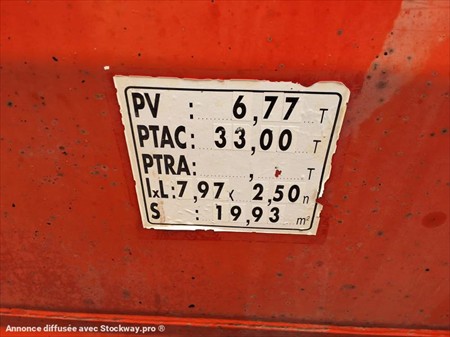 PV : 6,77 T
PTAC: 33,00 T
PTRA: , T
lxL: 7,97 x 2,50 m
S : 19,93 m²
Annonce diffusée avec Stockway.pro ®